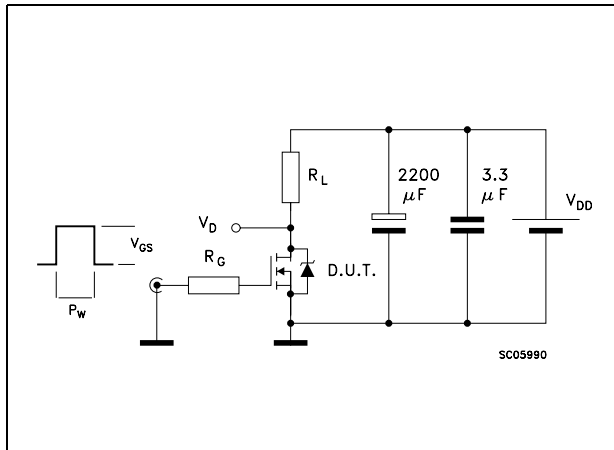 R_L
2200
μF
3.3
μF
V_DD
V_D
V_GS
R_G
D.U.T.
P_W
SC05990